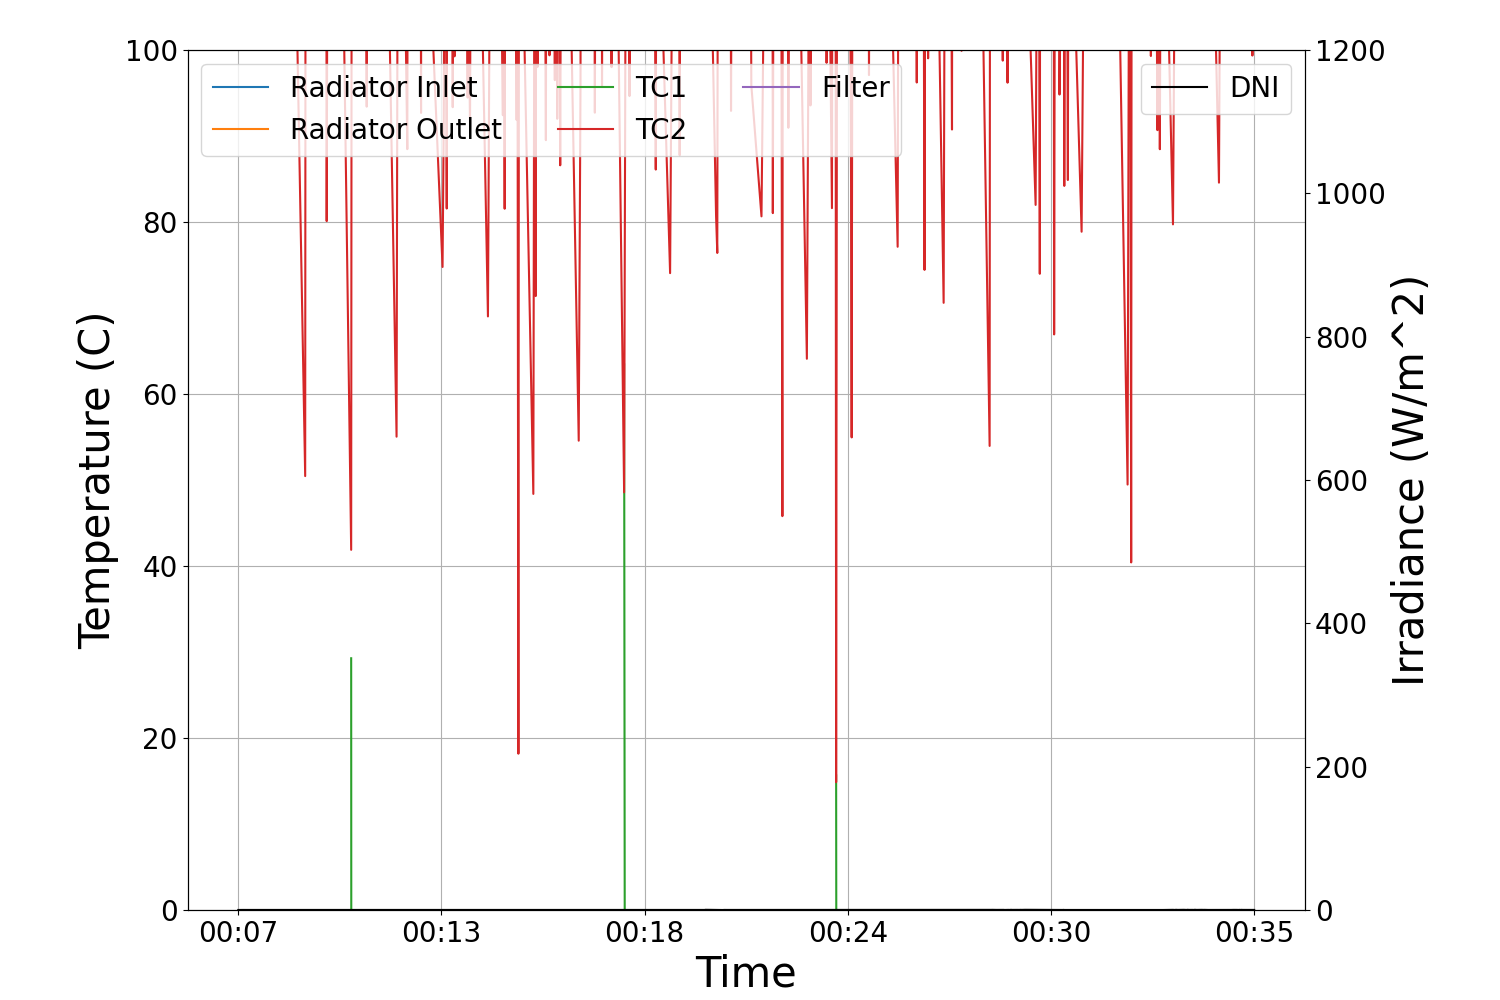 100
80
60
40
20
0
Temperature (C)
Radiator Inlet
Radiator Outlet
TC1
TC2
Filter
DNI
1200
1000
800
600
400
200
0
Irradiance (W/m^2)
00:07 00:13 00:18 00:24 00:30 00:35
Time